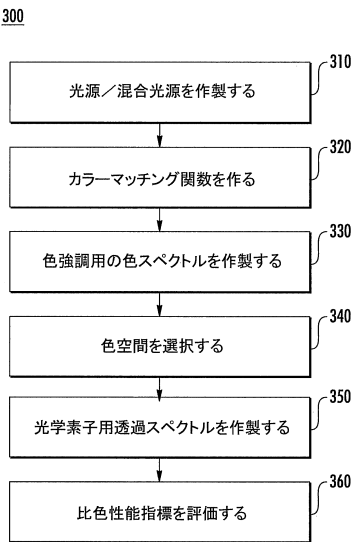 300
310
光源／混合光源を作製する
320
カラーマッチング関数を作る
330
色強調用の色スペクトルを作製する
340
色空間を選択する
350
光学素子用透過スペクトルを作製する
360
比色性能指標を評価する